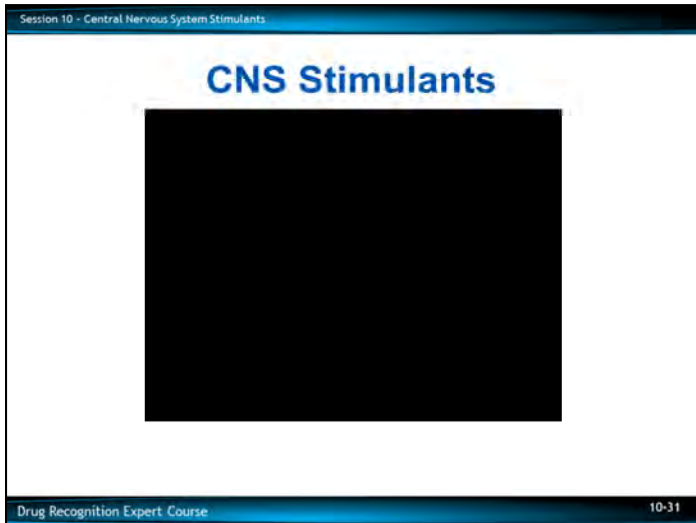 Session 10 - Central Nervous System Stimulants
CNS Stimulants
Drug Recognition Expert Course
10-31